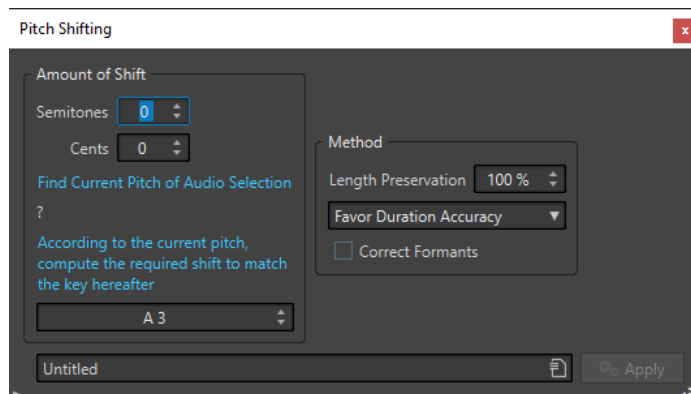 Pitch Shifting
x
Amount of Shift
Semitones 0
Cents 0
Find Current Pitch of Audio Selection
?
According to the current pitch,
compute the required shift to match
the key hereafter
A 3
Method
Length Preservation 100 %
Favor Duration Accuracy
Correct Formants
Untitled
Apply